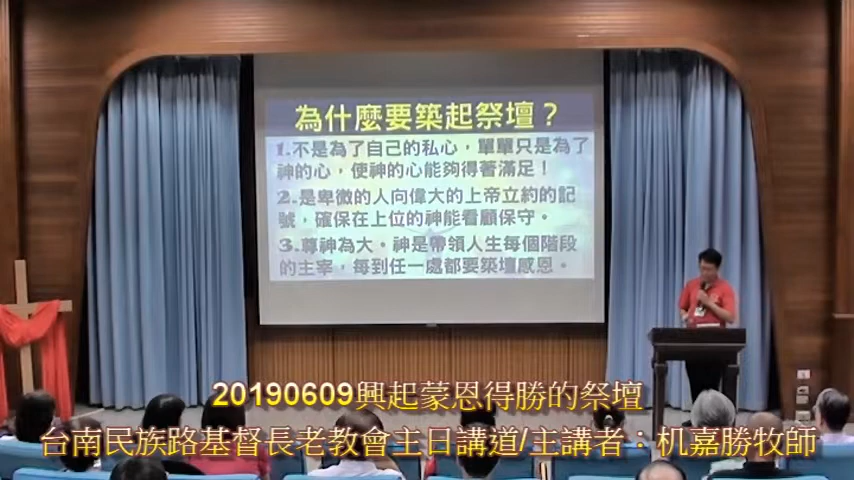 為什麼要築起祭壇？
1.不是為了自己的私心，單單只是為了
神的心，使神的心能夠得著滿足！
2.是卑微的人向偉大的上帝立約的記
號，確保在上位的神能看顧保守。
3.尊神為大。神是帶領人生每個階段
的主宰，每到任一處都要築壇感恩。
20190609興起蒙恩得勝的祭壇
台南民族路基督長老教會主日講道/主講者：机嘉勝牧師